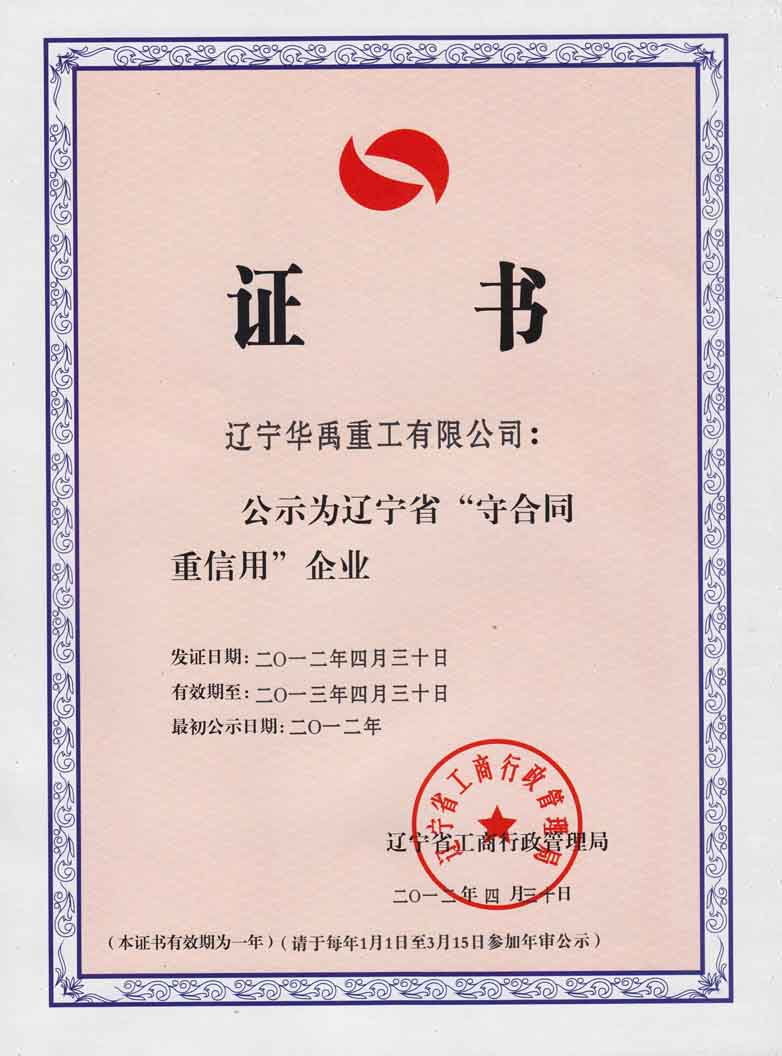 证书
辽宁华禹重工有限公司：
公示为辽宁省“守合同
重信用”企业
发证日期：二〇一二年四月三十日
有效期至：二〇一三年四月三十日
最初公示日期：二〇一二年
辽宁省工商行政管理局
辽宁省工商行政管理局
二〇一二年四月三十日
（本证书有效期为一年）（请于每年1月1日至3月15日参加年审公示）